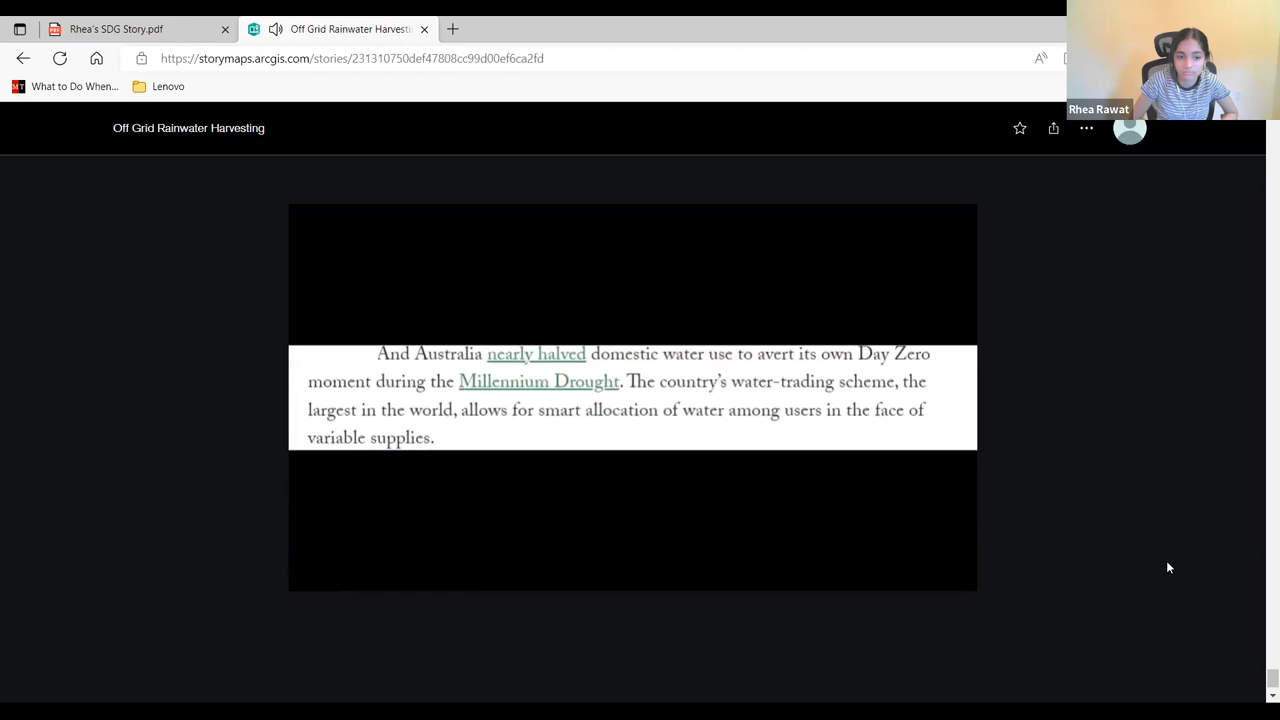 Rhea's SDG Story.pdf
Off Grid Rainwater Harvesti
https://storymaps.arcgis.com/stories/231310750def47808cc99d00ef6ca2fd
What to Do When...
Lenovo
Rhea Rawat
Off Grid Rainwater Harvesting
And Australia nearly halved domestic water use to avert its own Day Zero
moment during the Millennium Drought. The country's water-trading scheme, the
largest in the world, allows for smart allocation of water among users in the face of
variable supplies.